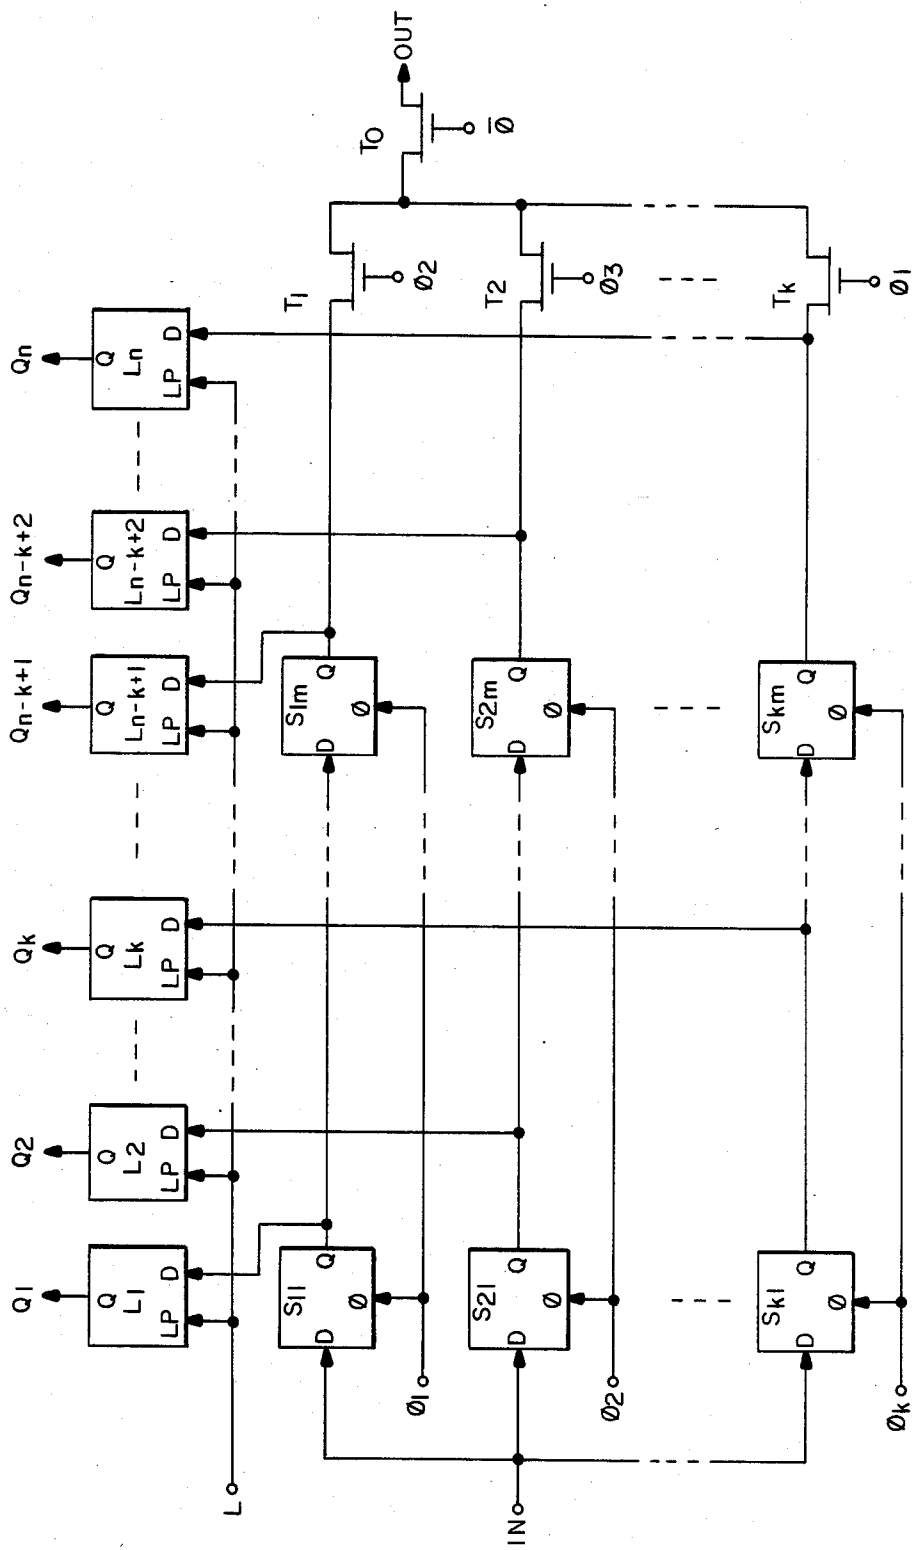 Q1 Q2 Qk Qn-k+1 Qn-k+2 Qn
Q Q Q Q Q Q
L1 L2 Lk Ln-k+1 Ln-k+2 Ln
LP D LP D LP D LP D LP D LP D
L
S11 S1m
D Q D Q
Ø Ø
Ø1
T1
Ø2
T0
OUT
Ø̅
IN
S21 S2m
D Q D Q
Ø Ø
Ø2
T2
Ø3
Sk1 Skm
D Q D Q
Ø Ø
Øk
Tk
Ø1